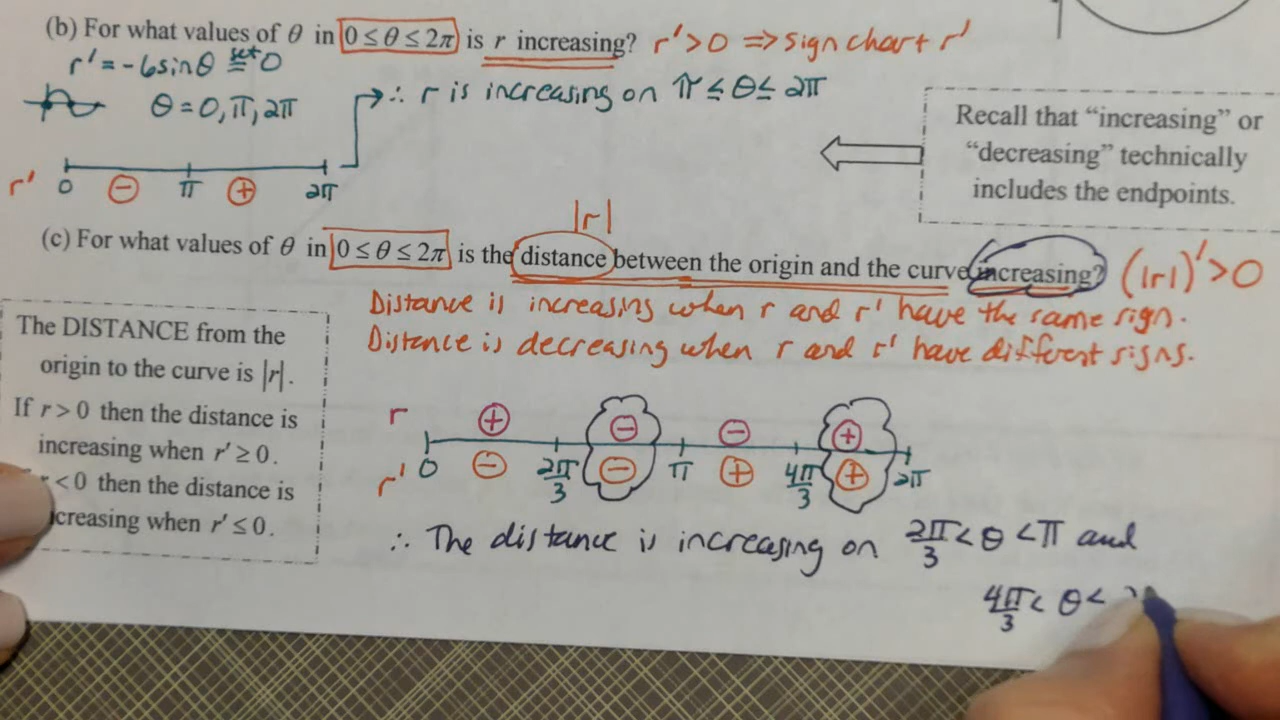 (b) For what values of θ in 0 ≤ θ ≤ 2π is r increasing? r' > 0 => sign chart r'
r' = -6sinθ set = 0
θ = 0, π, 2π
∴ r is increasing on π ≤ θ ≤ 2π
r' 0 − π + 2π
Recall that “increasing” or
“decreasing” technically
includes the endpoints.
|r|
(c) For what values of θ in 0 ≤ θ ≤ 2π is the distance between the origin and the curve increasing? (|r|)' > 0
Distance is increasing when r and r' have the same sign.
Distance is decreasing when r and r' have different signs.
The DISTANCE from the
origin to the curve is |r|.
If r > 0 then the distance is
increasing when r' ≥ 0.
r < 0 then the distance is
creasing when r' ≤ 0.
r + − − +
r' 0 − 2π/3 − π + 4π/3 + 2π
∴ The distance is increasing on 2π/3 < θ < π and
4π/3 < θ <